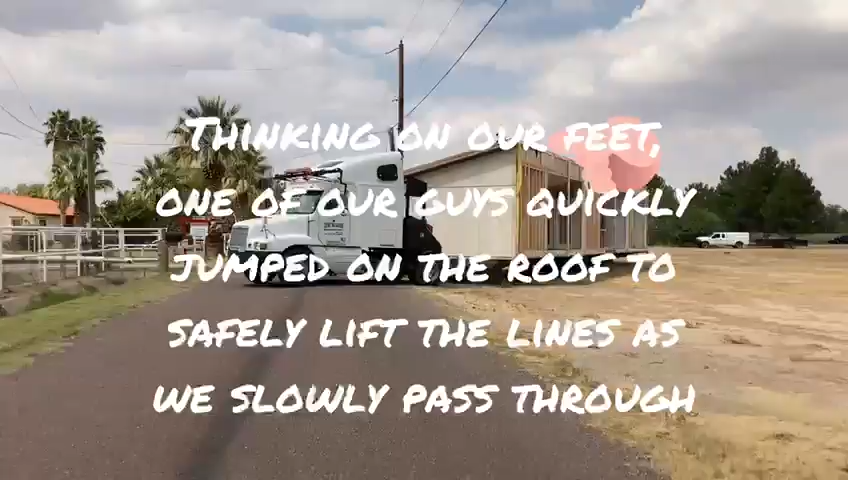 Thinking on our feet,
one of our guys quickly
jumped on the roof to
safely lift the lines as
we slowly pass through